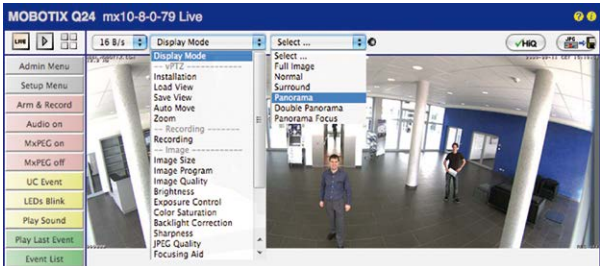 MOBOTIX Q24 mx10-8-0-79 Live
LIVE
16 B/s
Display Mode
Select ...
HiQ
JPG
Admin Menu
Setup Menu
Arm & Record
Audio on
MxPEG on
MxPEG off
UC Event
LEDs Blink
Play Sound
Play Last Event
Event List
Display Mode
-- vPTZ --------------
Installation
Load View
Save View
Auto Move
Zoom
-- Recording -------
Recording
-- Image -----------
Image Size
Image Program
Image Quality
Brightness
Exposure Control
Color Saturation
Backlight Correction
Sharpness
JPEG Quality
Focusing Aid
Select ...
Full Image
Normal
Surround
Panorama
Double Panorama
Panorama Focus